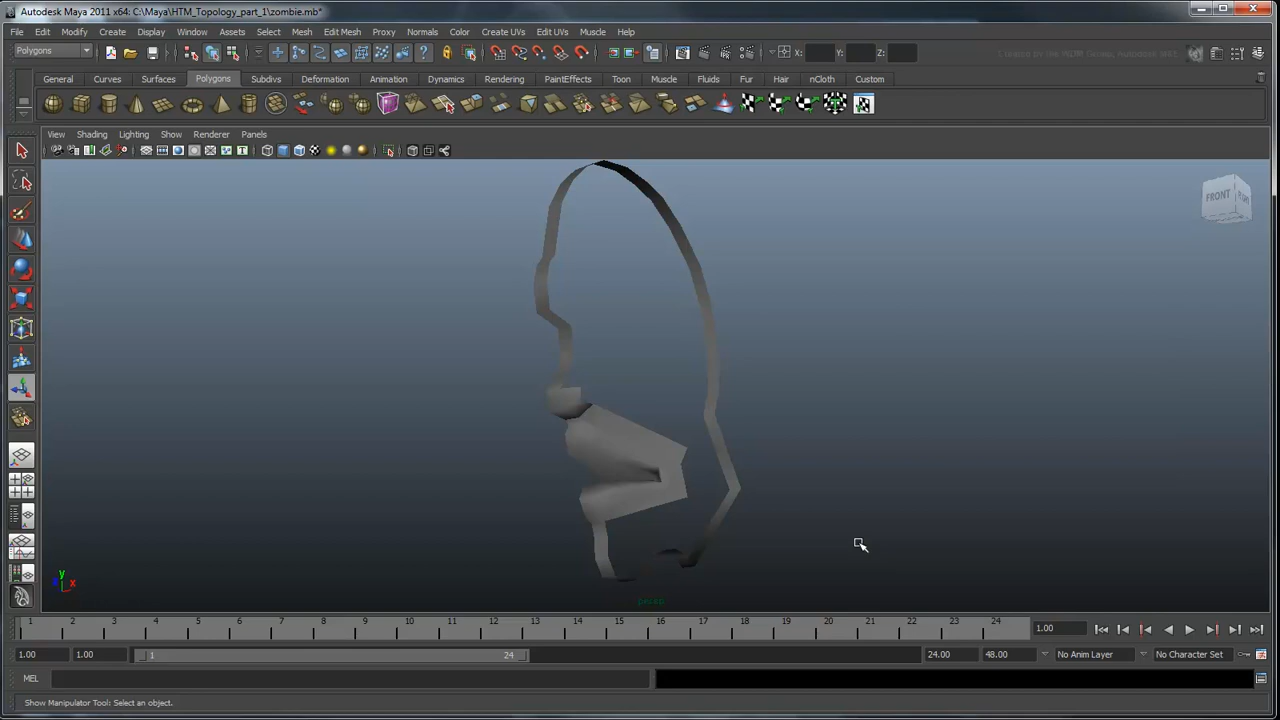 Autodesk Maya 2011 x64: C:\Maya\HTM_Topology_part_1\zombie.mb*
File Edit Modify Create Display Window Assets Select Mesh Edit Mesh Proxy Normals Color Create UVs Edit UVs Muscle Help
Polygons X: Y: Z:
General Curves Surfaces Polygons Subdivs Deformation Animation Dynamics Rendering PaintEffects Toon Muscle Fluids Fur Hair nCloth Custom
View Shading Lighting Show Renderer Panels
FRONT
y
x
persp
1 2 3 4 5 6 7 8 9 10 11 12 13 14 15 16 17 18 19 20 21 22 23 24 1.00
1.00 1.00 1 24 24.00 48.00 No Anim Layer No Character Set
MEL
Show Manipulator Tool: Select an object.